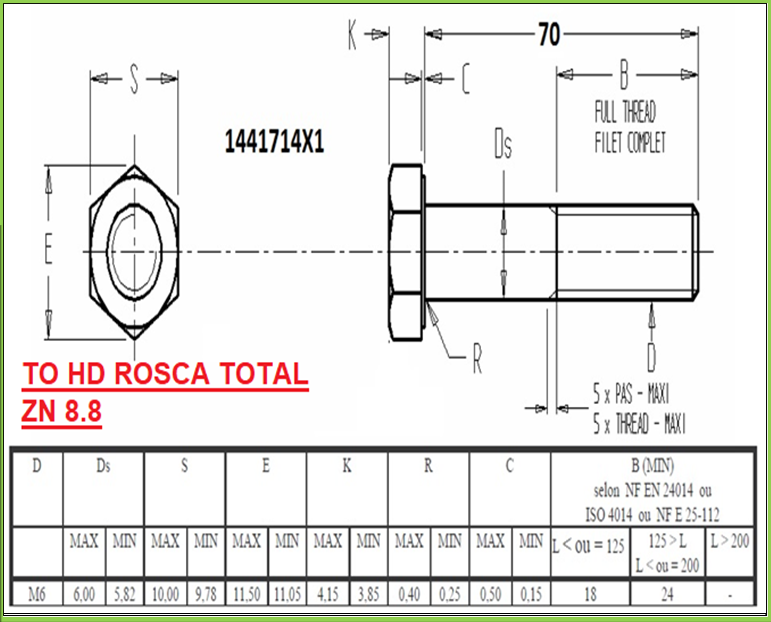 K
70
S
C
B
FULL THREAD
FILET COMPLET
1441714X1
Ds
E
R
D
TO HD ROSCA TOTAL
ZN 8.8
5 x PAS - MAXI
5 x THREAD - MAXI
D Ds S E K R C B (MIN)
selon NF EN 24014 ou
ISO 4014 ou NF E 25-112
MAX MIN MAX MIN MAX MIN MAX MIN MAX MIN MAX MIN L < ou = 125 125 > L L > 200
L < ou = 200
M6 6,00 5,82 10,00 9,78 11,50 11,05 4,15 3,85 0,40 0,25 0,50 0,15 18 24 -